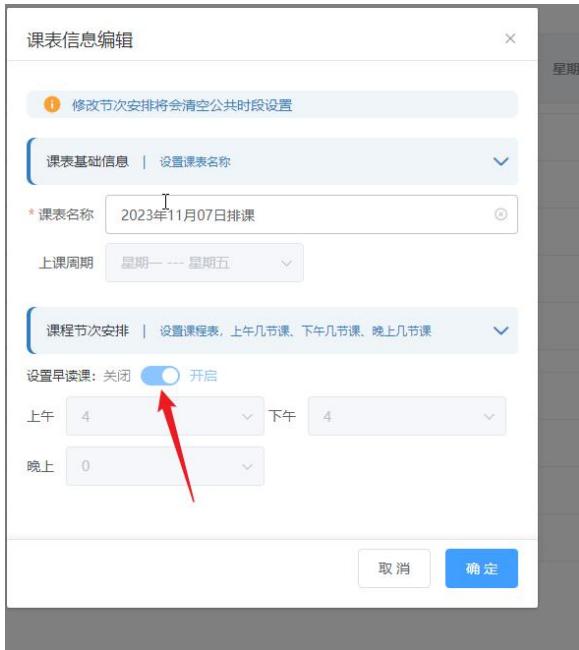 课表信息编辑
星期
修改节次安排将会清空公共时段设置
课表基础信息 | 设置课表名称
* 课表名称 2023年11月07日排课
上课周期 星期一 --- 星期五
课程节次安排 | 设置课程表，上午几节课、下午几节课、晚上几节课
设置早读课: 关闭 开启
上午 4 下午 4
晚上 0
取消 确定